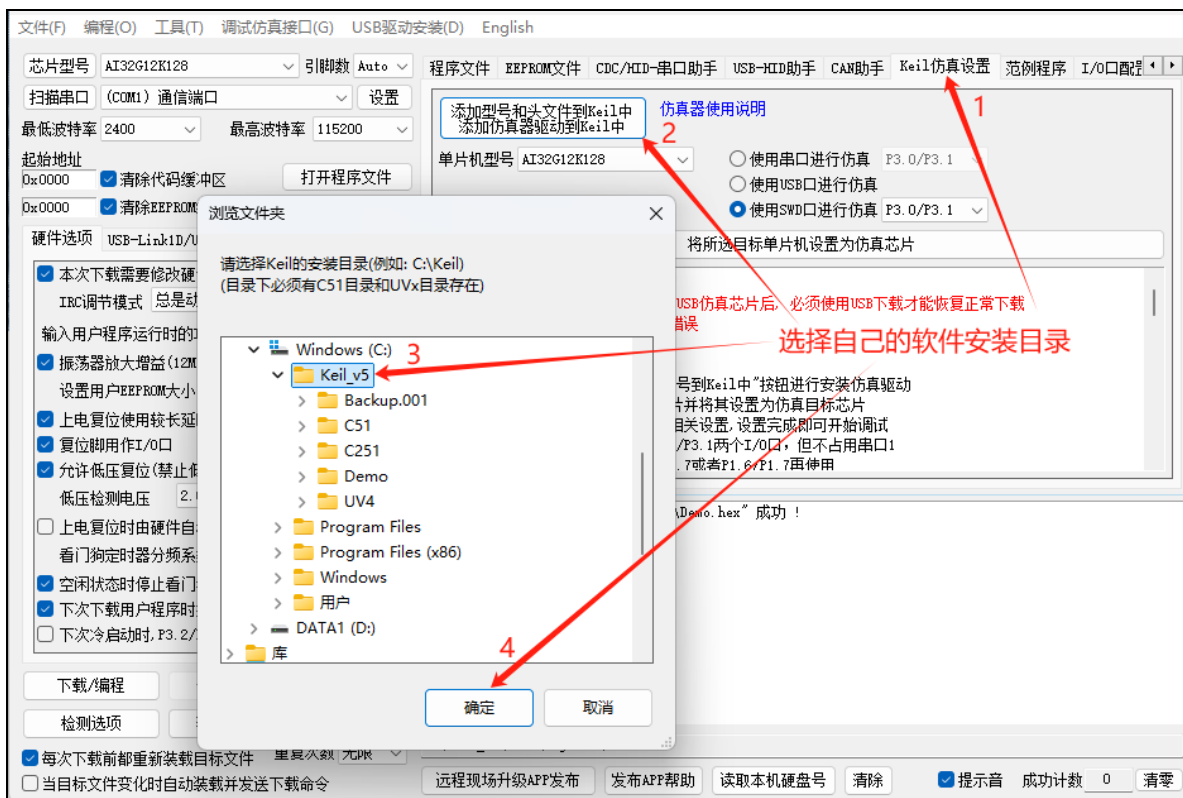 文件(F) 编程(O) 工具(T) 调试仿真接口(G) USB驱动安装(D) English
芯片型号 AI32G12K128 引脚数 Auto
扫描串口 (COM1) 通信端口 设置
最低波特率 2400 最高波特率 115200
起始地址
0x0000 清除代码缓冲区 打开程序文件
0x0000 清除EEPROM
硬件选项 USB-Link1D/U
本次下载需要修改硬
IRC调节模式 总是动
输入用户程序运行时的I
振荡器放大增益(12M
设置用户EEPROM大小
上电复位使用较长延
复位脚用作I/O口
允许低压复位(禁止低
低压检测电压 2.
上电复位时由硬件自
看门狗定时器分频系
空闲状态时停止看门
下次下载用户程序时
下次冷启动时,P3.2/
下载/编程
检测选项
每次下载前都重新装载目标文件 重复次数 无限
当目标文件变化时自动装载并发送下载命令
程序文件 EEPROM文件 CDC/HID-串口助手 USB-HID助手 CAN助手 Keil仿真设置 范例程序 I/O口配
1
添加型号和头文件到Keil中
添加仿真器驱动到Keil中
仿真器使用说明
2
单片机型号 AI32G12K128
使用串口进行仿真 P3.0/P3.1
使用USB口进行仿真
使用SWD口进行仿真 P3.0/P3.1
将所选目标单片机设置为仿真芯片
USB仿真芯片后，必须使用USB下载才能恢复正常下载
错误
选择自己的软件安装目录
号到Keil中"按钮进行安装仿真驱动
片并将其设置为仿真目标芯片
相关设置,设置完成即可开始调试
/P3.1两个I/O口，但不占用串口1
.7或者P1.6/P1.7再使用
\Demo.hex" 成功 !
浏览文件夹
请选择Keil的安装目录(例如: C:\Keil)
(目录下必须有C51目录和UVx目录存在)
Windows (C:)
3
Keil_v5
Backup.001
C51
C251
Demo
UV4
Program Files
Program Files (x86)
Windows
用户
DATA1 (D:)
库
4
确定 取消
远程现场升级APP发布 发布APP帮助 读取本机硬盘号 清除 提示音 成功计数 0 清零